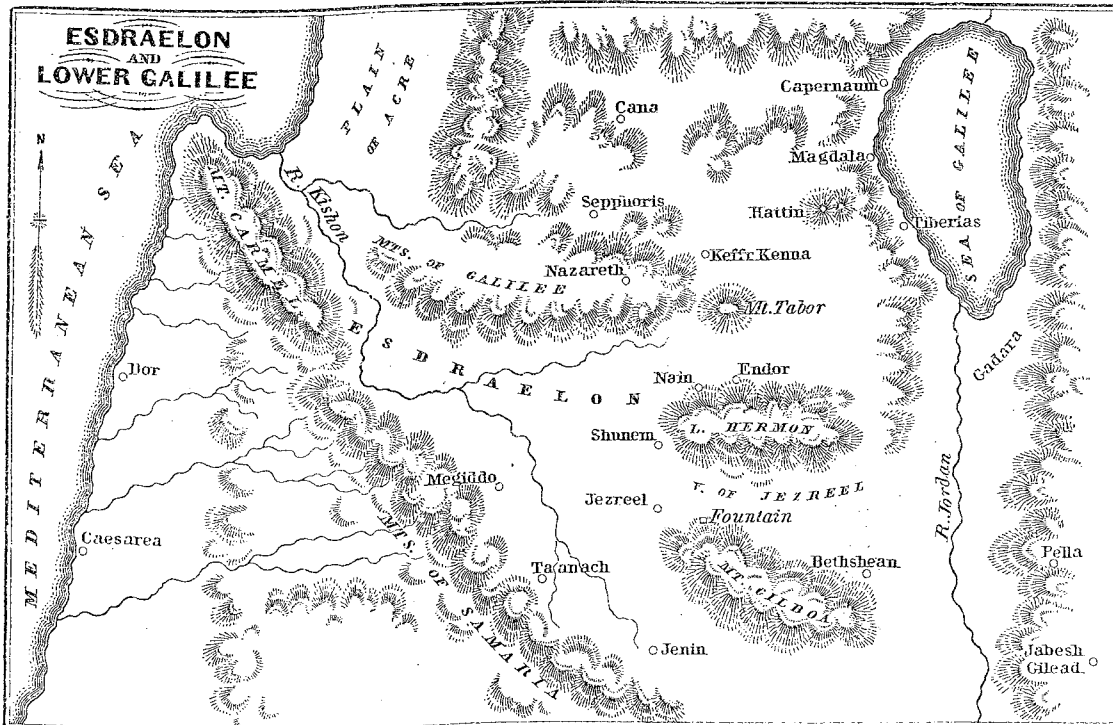 ESDRAELON
AND
LOWER GALILEE
N
MEDITERRANEAN SEA
PLAIN
OF ACRE
Cana
Capernaum
SEA OF GALILEE
Magdala
R. Kishon
MT. CARMEL
Sepphoris
Hattin
Tiberias
MTS. OF GALILEE
Nazareth
Keffr Kenna
Mt. Tabor
ESDRAELON
Dor
Nain
Endor
Gadara
Shunem
L. HERMON
Megiddo
V. OF JEZREEL
Jezreel
Fountain
R. Jordan
Caesarea
MTS. OF SAMARIA
Taanach
MT. GILBOA
Bethshean
Pella
Jenin
Jabesh
Gilead